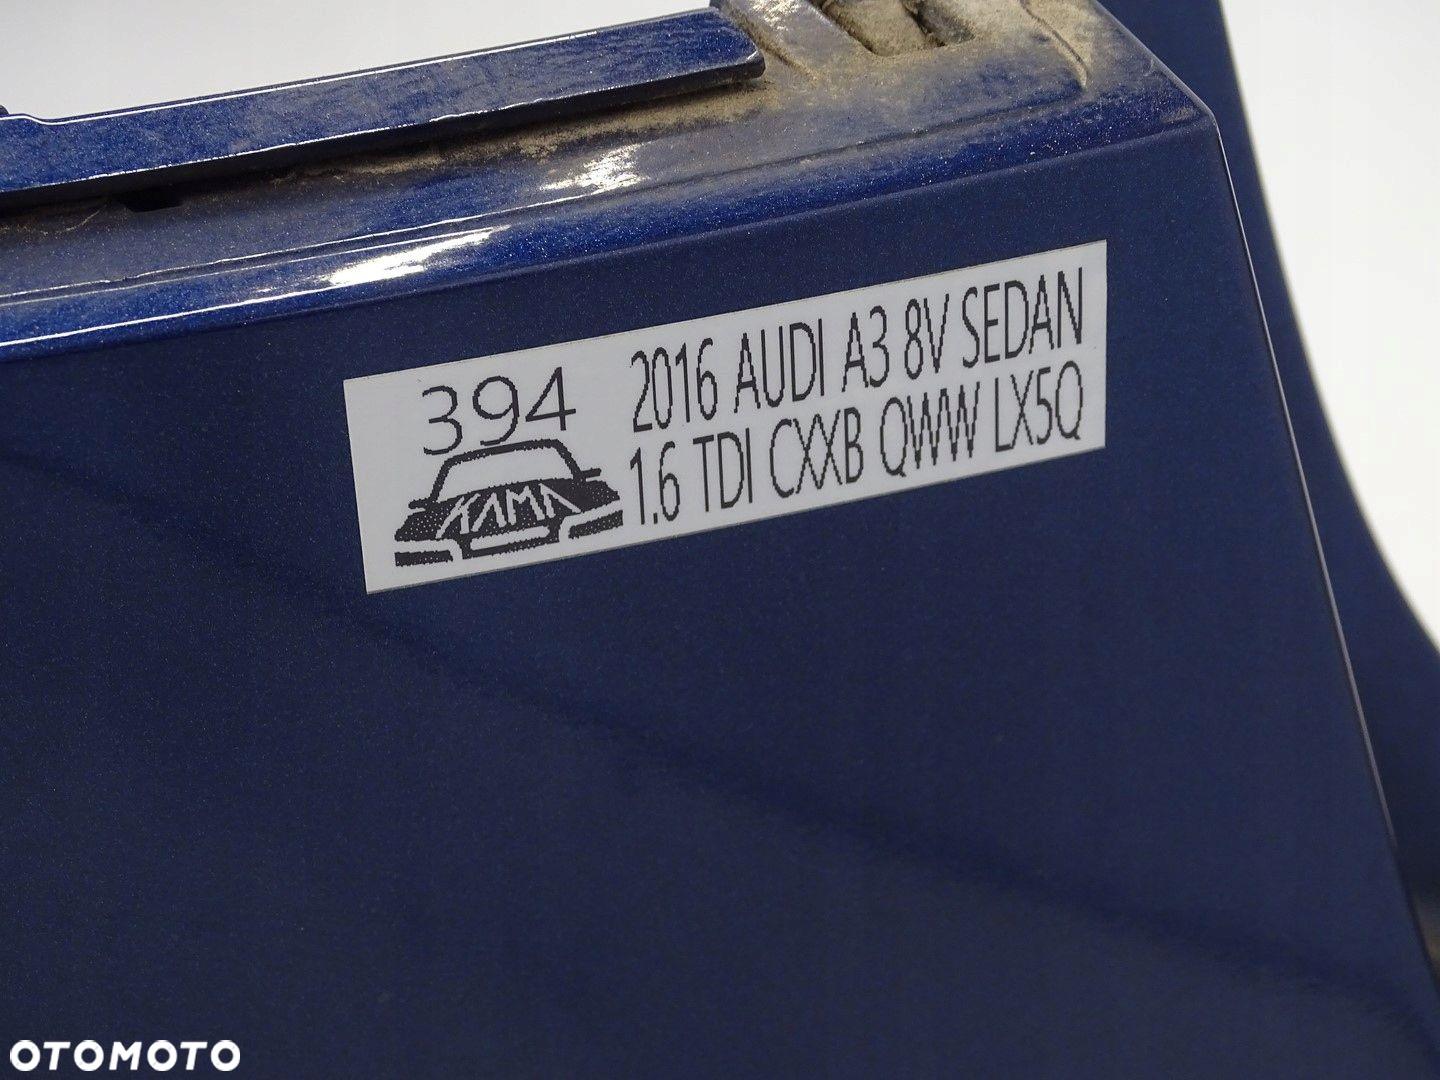 394
KAMA
2016 AUDI A3 8V SEDAN
1.6 TDI CXXB QWW LX5Q
OTOMOTO